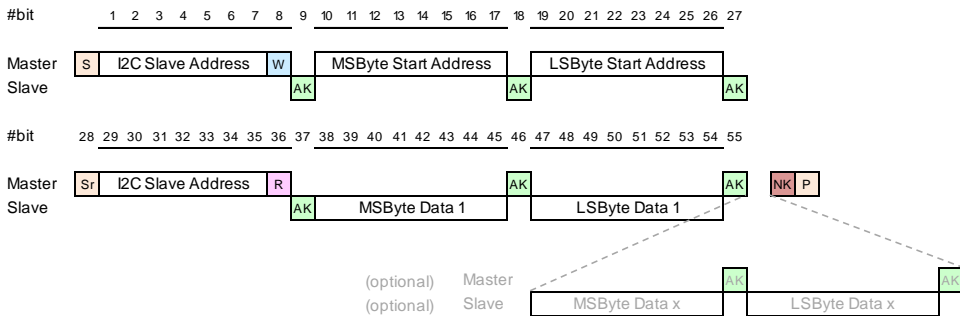 #bit 1 2 3 4 5 6 7 8 9 10 11 12 13 14 15 16 17 18 19 20 21 22 23 24 25 26 27
Master S I2C Slave Address W MSByte Start Address LSByte Start Address
Slave AK AK AK
#bit 28 29 30 31 32 33 34 35 36 37 38 39 40 41 42 43 44 45 46 47 48 49 50 51 52 53 54 55
Master Sr I2C Slave Address R AK AK NK P
Slave AK MSByte Data 1 LSByte Data 1
(optional) Master AK AK
(optional) Slave MSByte Data x LSByte Data x